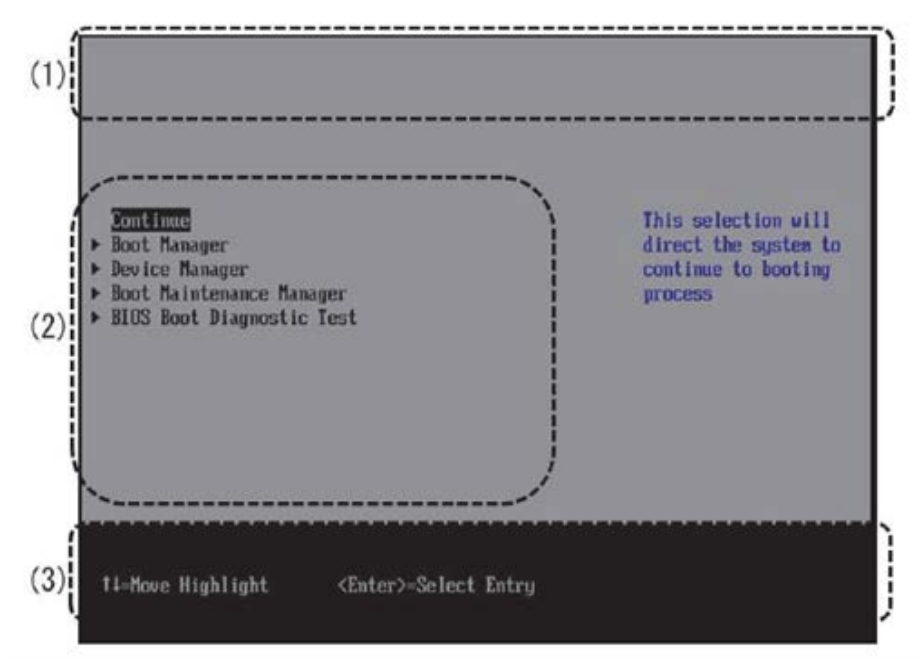 (1)
Continue
▶ Boot Manager
▶ Device Manager
▶ Boot Maintenance Manager
▶ BIOS Boot Diagnostic Test
This selection will
direct the system to
continue to booting
process
(2)
↑↓=Move Highlight <Enter>=Select Entry
(3)